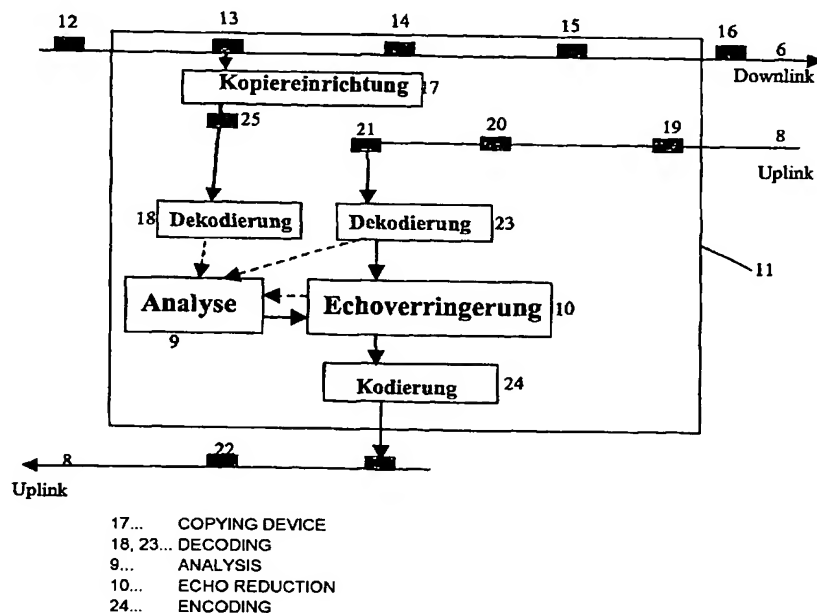 12 13 14 15 16
6
Downlink
Kopiereinrichtung 17
25
21 20 19 8
Uplink
18 Dekodierung Dekodierung 23
11
Analyse Echoverringerung 10
9
Kodierung 24
8 22
Uplink
17... COPYING DEVICE
18, 23... DECODING
9... ANALYSIS
10... ECHO REDUCTION
24... ENCODING